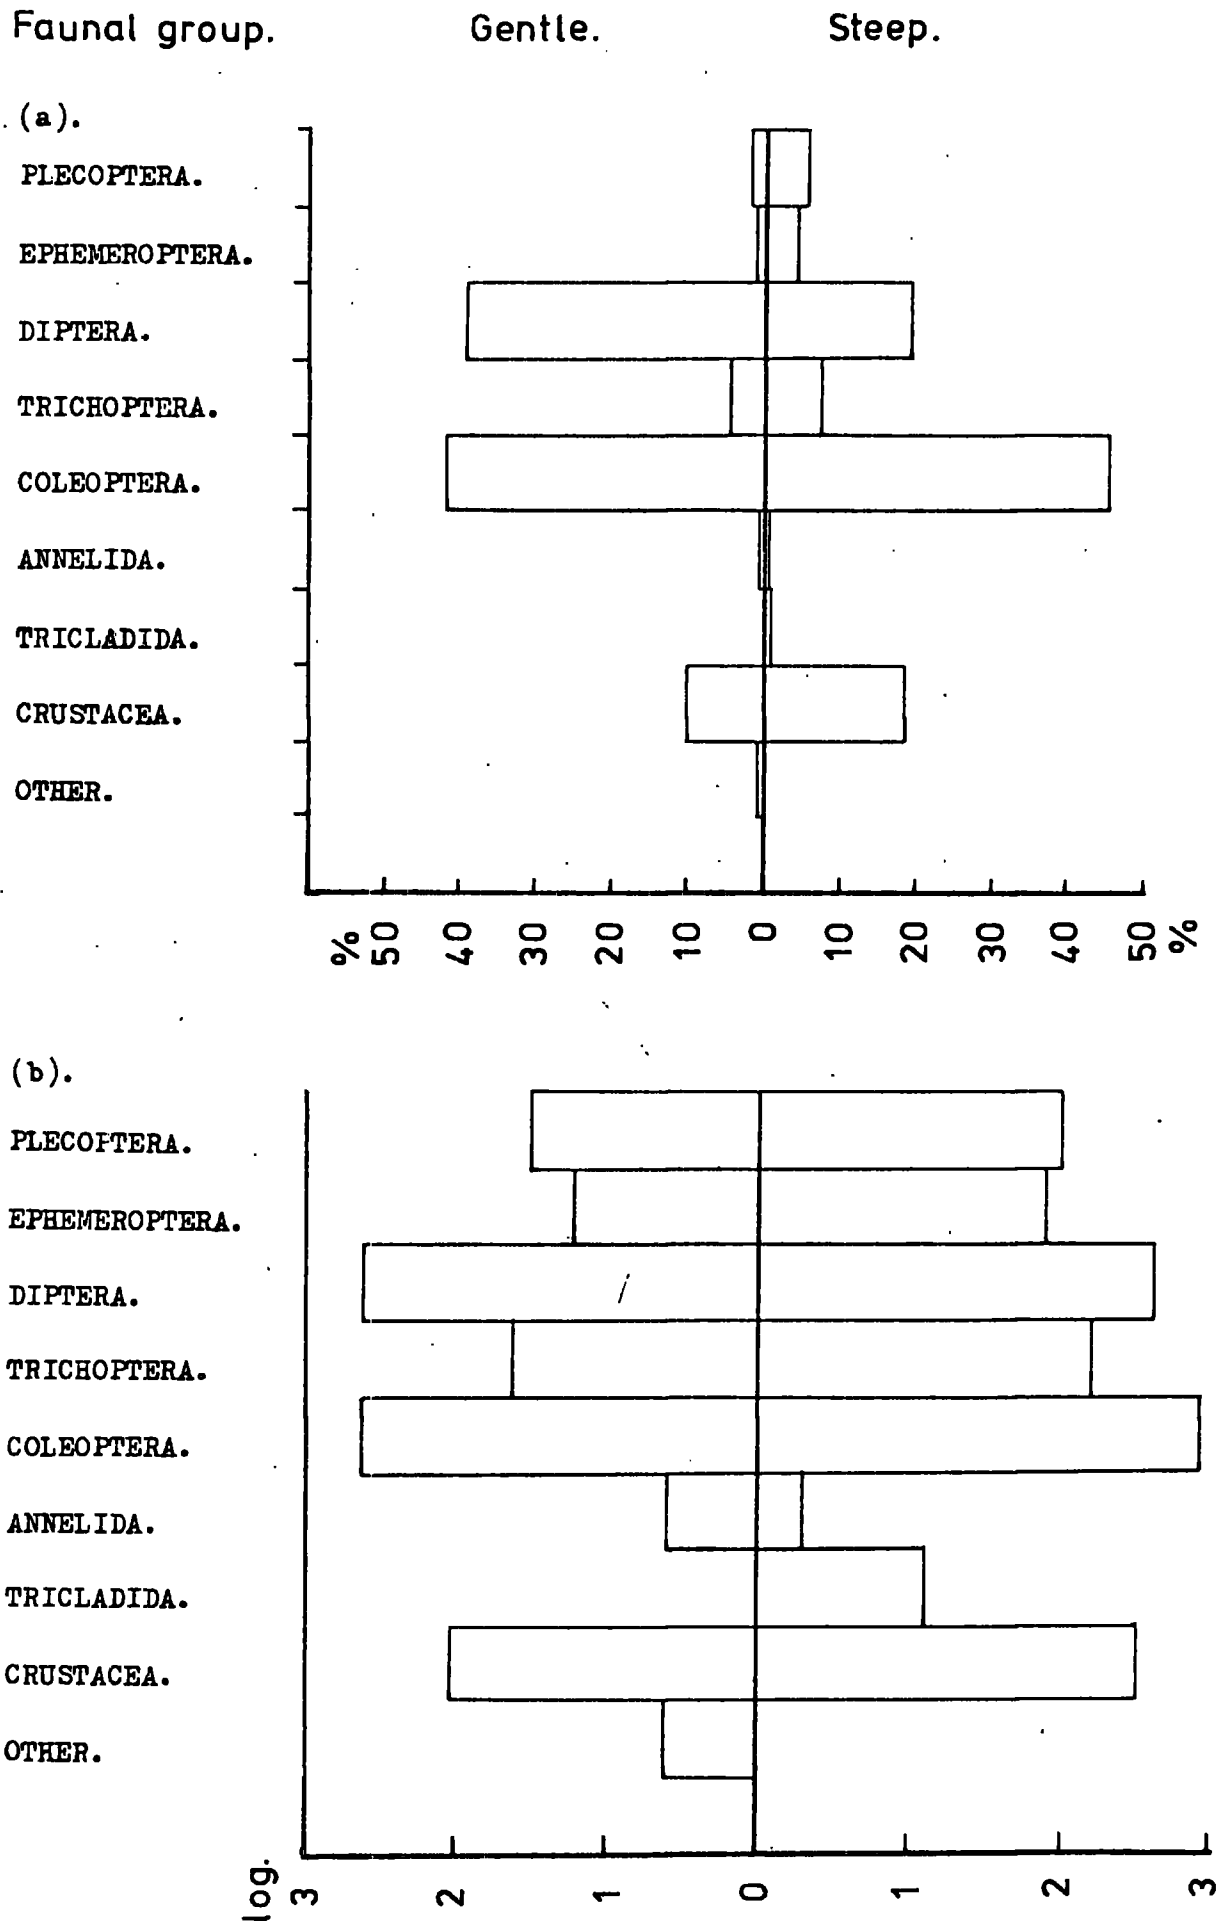 Faunal group. Gentle. Steep.
(a).
PLECOPTERA.
EPHEMEROPTERA.
DIPTERA.
TRICHOPTERA.
COLEOPTERA.
ANNELIDA.
TRICLADIDA.
CRUSTACEA.
OTHER.
% 50 40 30 20 10 0 10 20 30 40 50 %
(b).
PLECOPTERA.
EPHEMEROPTERA.
DIPTERA.
TRICHOPTERA.
COLEOPTERA.
ANNELIDA.
TRICLADIDA.
CRUSTACEA.
OTHER.
log. 3 2 1 0 1 2 3